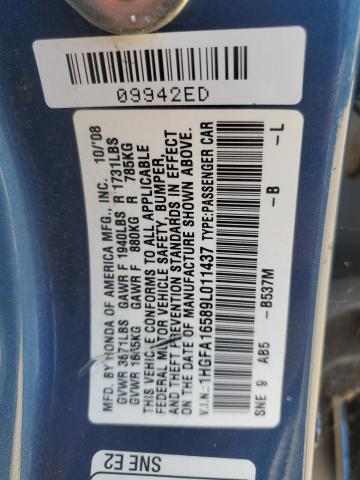 09942ED
MFD. BY HONDA OF AMERICA MFG., INC. 10/'08
GVWR 3671LBS GAWR F 1940LBS R 1731LBS
GVWR 1665KG GAWR F 880KG R 785KG
THIS VEHICLE CONFORMS TO ALL APPLICABLE
FEDERAL MOTOR VEHICLE SAFETY, BUMPER,
AND THEFT PREVENTION STANDARDS IN EFFECT
ON THE DATE OF MANUFACTURE SHOWN ABOVE.
V.I.N.: 1HGFA16589L011437 TYPE:PASSENGER CAR
SNE 9 AB5 -B537M -B -L
SNE E2